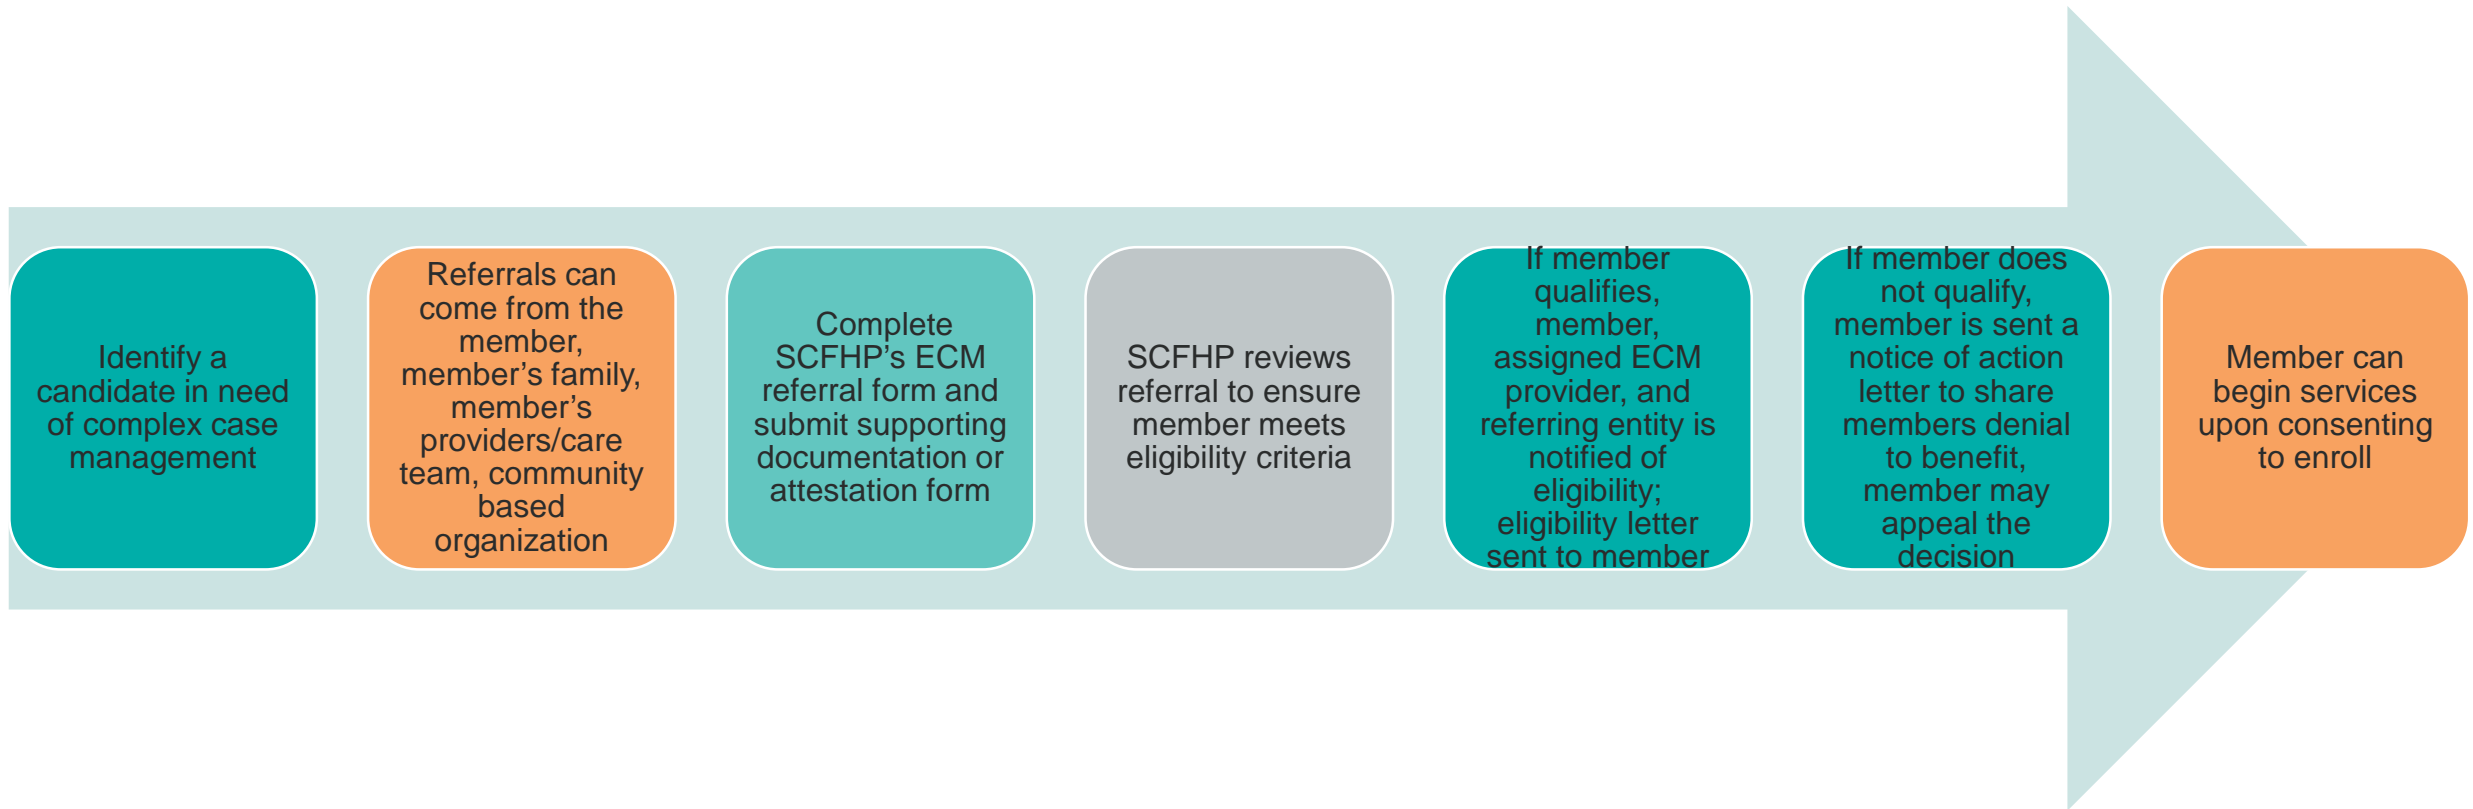 Identify a
candidate in need
of complex case
management
Referrals can
come from the
member,
member’s family,
member’s
providers/care
team, community
based
organization
Complete
SCFHP’s ECM
referral form and
submit supporting
documentation or
attestation form
SCFHP reviews
referral to ensure
member meets
eligibility criteria
If member
qualifies,
member,
assigned ECM
provider, and
referring entity is
notified of
eligibility;
eligibility letter
sent to member
If member does
not qualify,
member is sent a
notice of action
letter to share
members denial
to benefit,
member may
appeal the
decision
Member can
begin services
upon consenting
to enroll